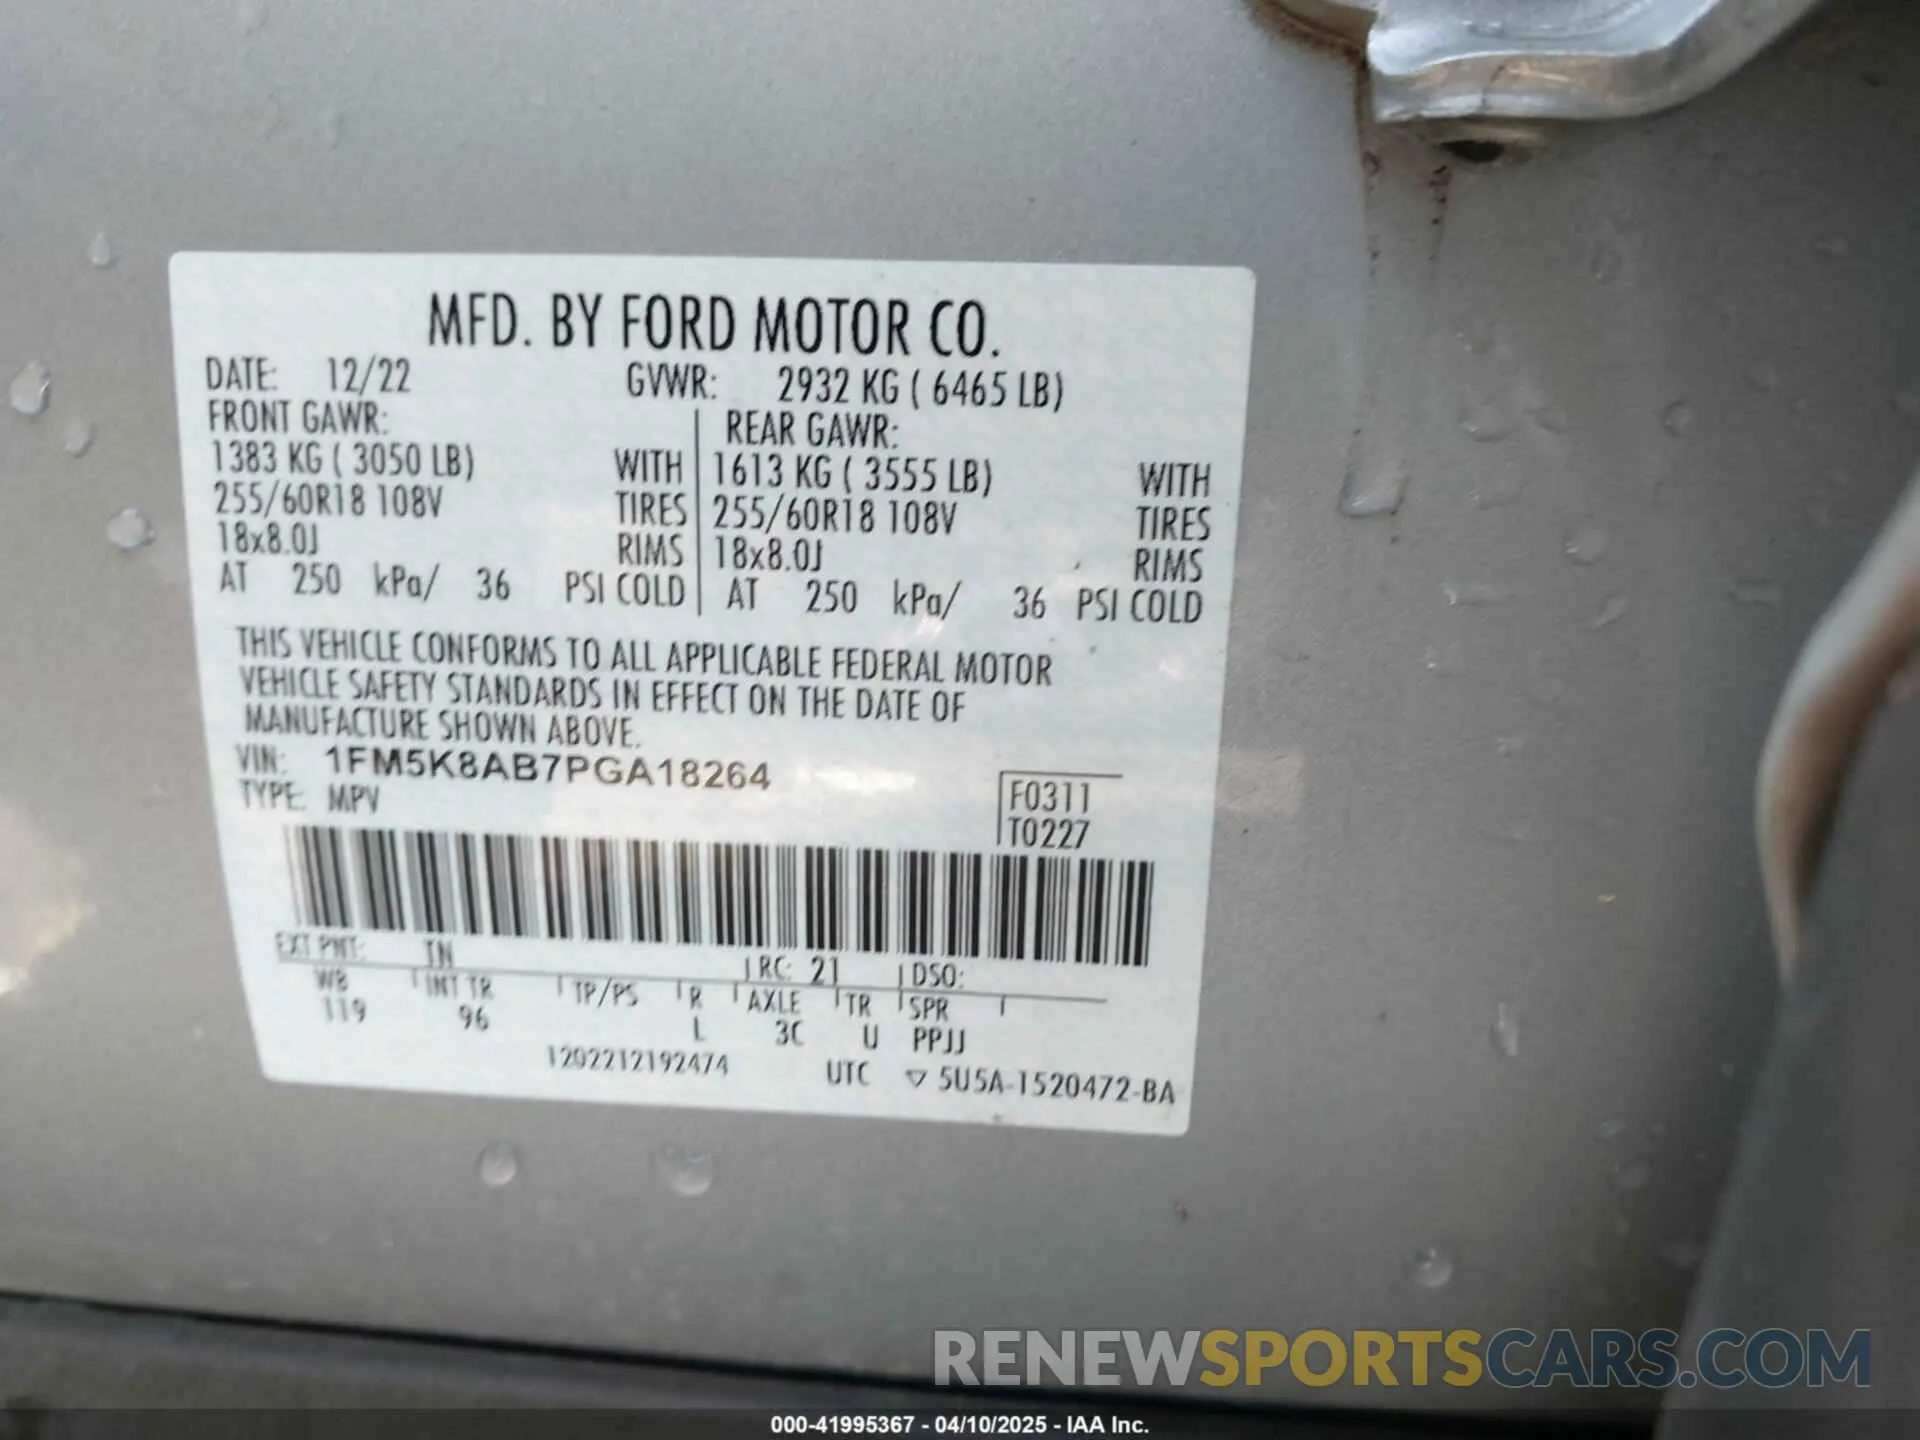 MFD. BY FORD MOTOR CO.
DATE: 12/22 GVWR: 2932 KG ( 6465 LB)
FRONT GAWR: REAR GAWR:
1383 KG ( 3050 LB) WITH 1613 KG ( 3555 LB) WITH
255/60R18 108V TIRES 255/60R18 108V TIRES
18x8.0J RIMS 18x8.0J RIMS
AT 250 kPa/ 36 PSI COLD AT 250 kPa/ 36 PSI COLD
THIS VEHICLE CONFORMS TO ALL APPLICABLE FEDERAL MOTOR
VEHICLE SAFETY STANDARDS IN EFFECT ON THE DATE OF
MANUFACTURE SHOWN ABOVE.
VIN: 1FM5K8AB7PGA18264
TYPE: MPV
F0311
T0227
EXT PNT: TN RC: 21 DSO:
WB INT TR TP/PS R AXLE TR SPR
119 96 L 3C U PPJJ
1202212192474 UTC ▽ 5U5A-1520472-BA
RENEWSPORTSCARS.COM
000-41995367 - 04/10/2025 - IAA Inc.